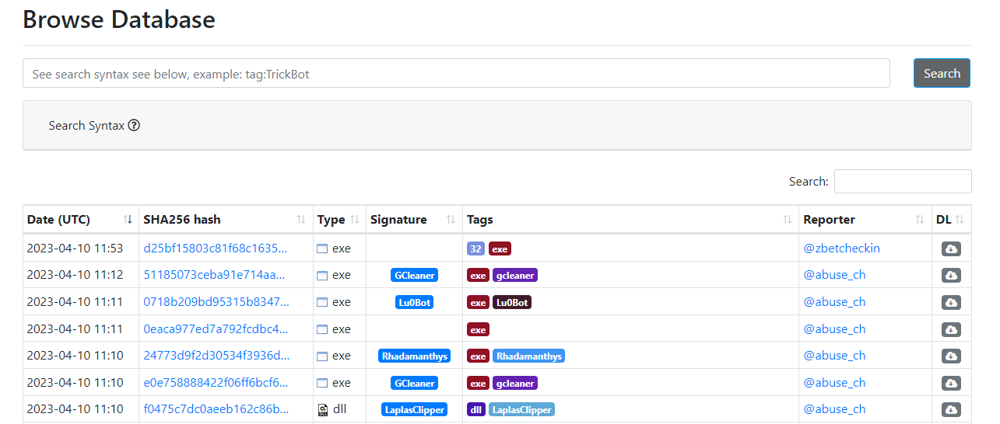 Browse Database
See search syntax see below, example: tag:TrickBot Search
Search Syntax
Search:
Date (UTC) SHA256 hash Type Signature Tags Reporter DL
2023-04-10 11:53 d25bf15803c81f68c1635... exe 32 exe @zbetcheckin
2023-04-10 11:12 51185073ceba91e714aa... exe GCleaner exe gcleaner @abuse_ch
2023-04-10 11:11 0718b209bd95315b8347... exe Lu0Bot exe Lu0Bot @abuse_ch
2023-04-10 11:11 0eaca977ed7a792fcdbc4... exe exe @abuse_ch
2023-04-10 11:10 24773d9f2d30534f3936d... exe Rhadamanthys exe Rhadamanthys @abuse_ch
2023-04-10 11:10 e0e758888422f06ff6bcf6... exe GCleaner exe gcleaner @abuse_ch
2023-04-10 11:10 f0475c7dc0aeeb162c86b... dll LaplasClipper dll LaplasClipper @abuse_ch